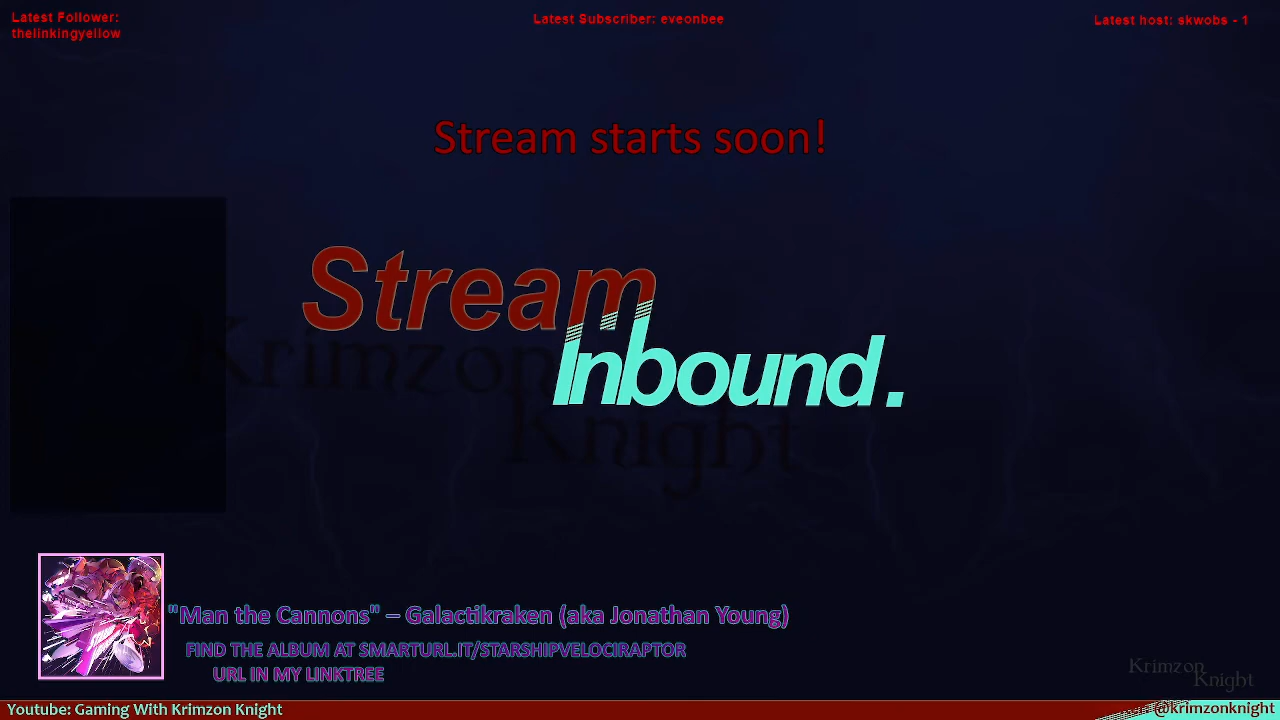 Latest Follower:
thelinkingyellow
Latest Subscriber: eveonbee
Latest host: skwobs - 1
Stream starts soon!
Stream
Inbound.
Krimzon
Knight
"Man the Cannons" – Galactikraken (aka Jonathan Young)
FIND THE ALBUM AT SMARTURL.IT/STARSHIPVELOCIRAPTOR
URL IN MY LINKTREE
Krimzon
Knight
Youtube: Gaming With Krimzon Knight
@krimzonknight